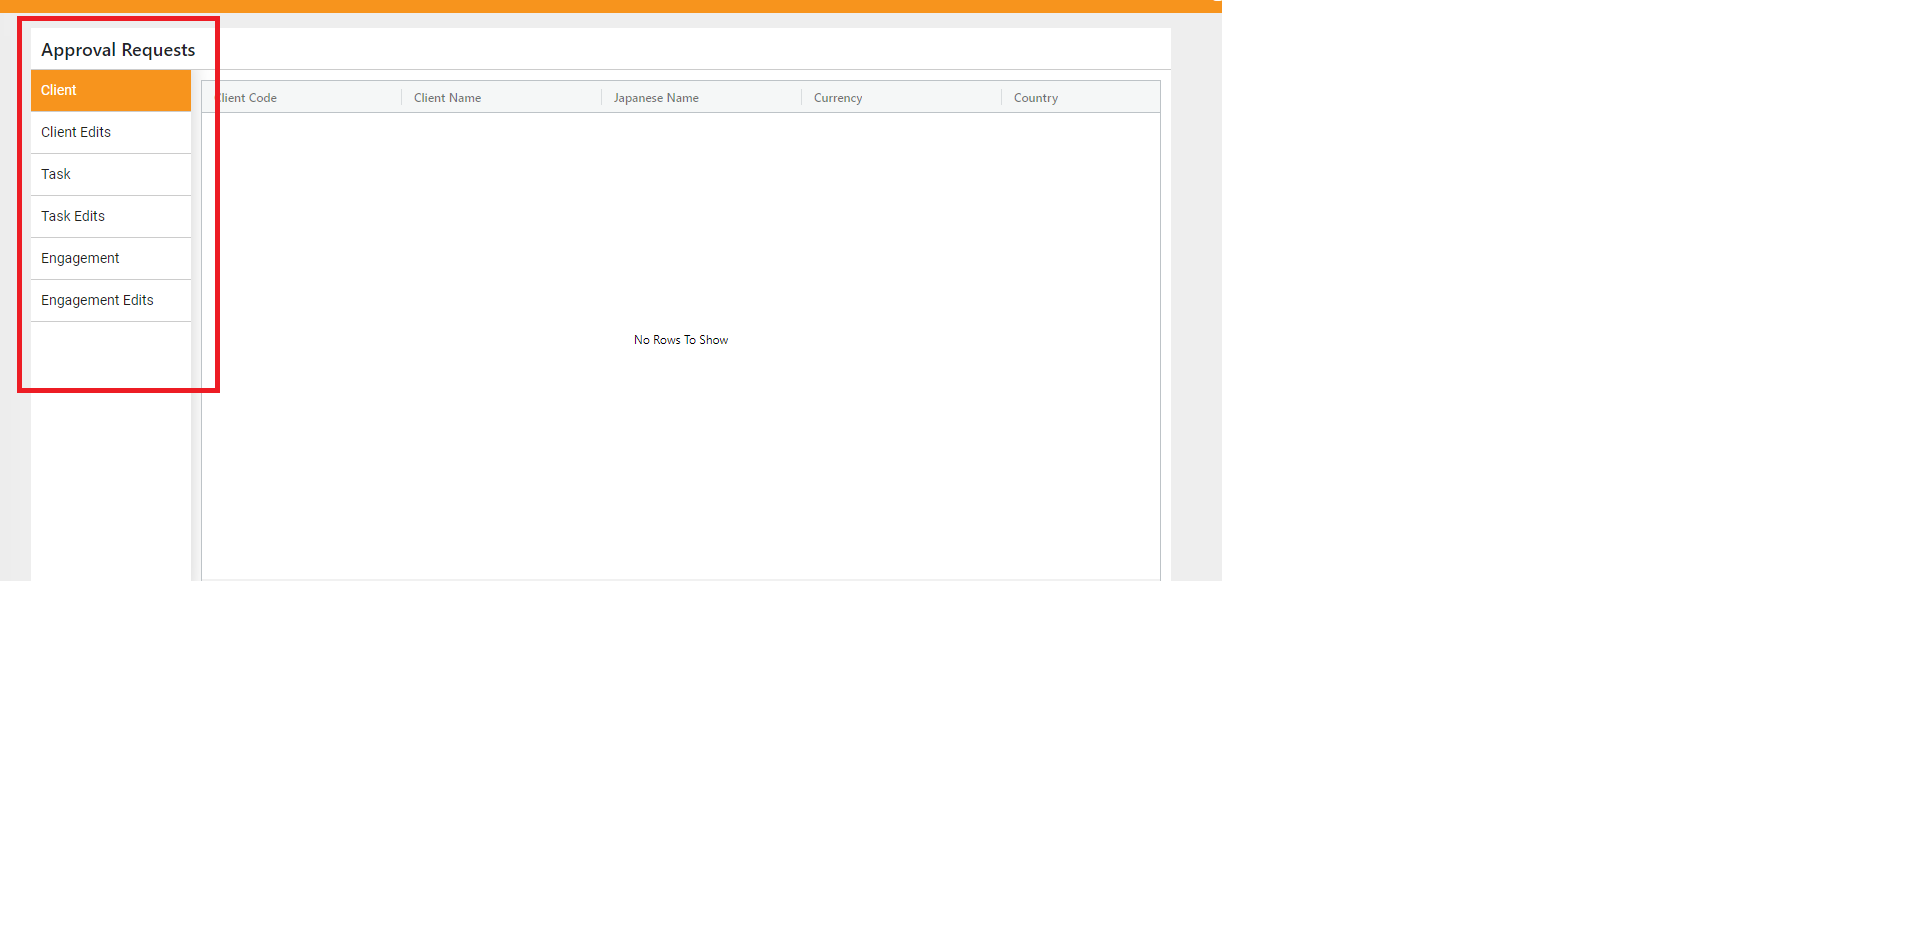 Approval Requests
Client
Client Code Client Name Japanese Name Currency Country
Client Edits
Task
Task Edits
Engagement
Engagement Edits
No Rows To Show